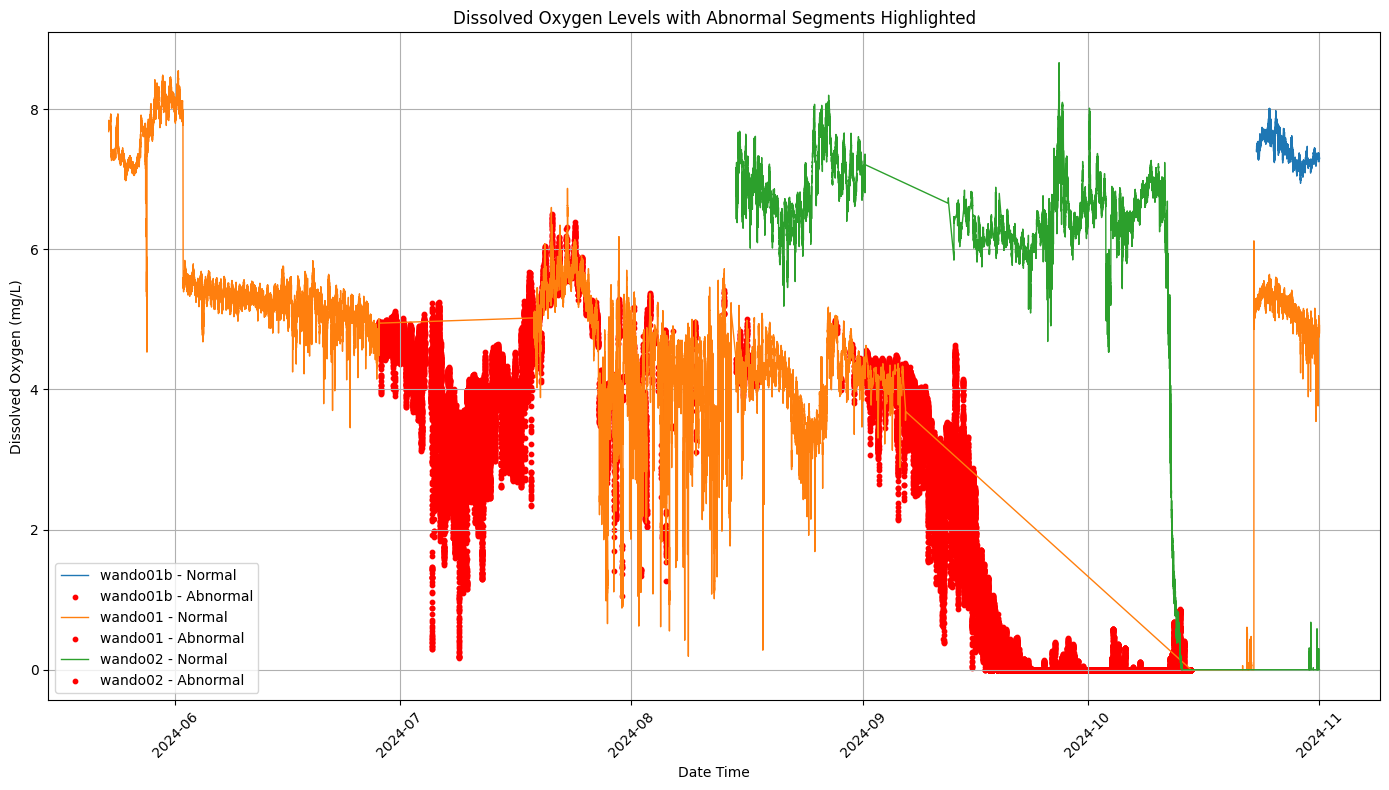 Dissolved Oxygen Levels with Abnormal Segments Highlighted
Dissolved Oxygen (mg/L)
8
6
4
2
0
wando01b - Normal
wando01b - Abnormal
wando01 - Normal
wando01 - Abnormal
wando02 - Normal
wando02 - Abnormal
2024-06
2024-07
2024-08
2024-09
2024-10
2024-11
Date Time